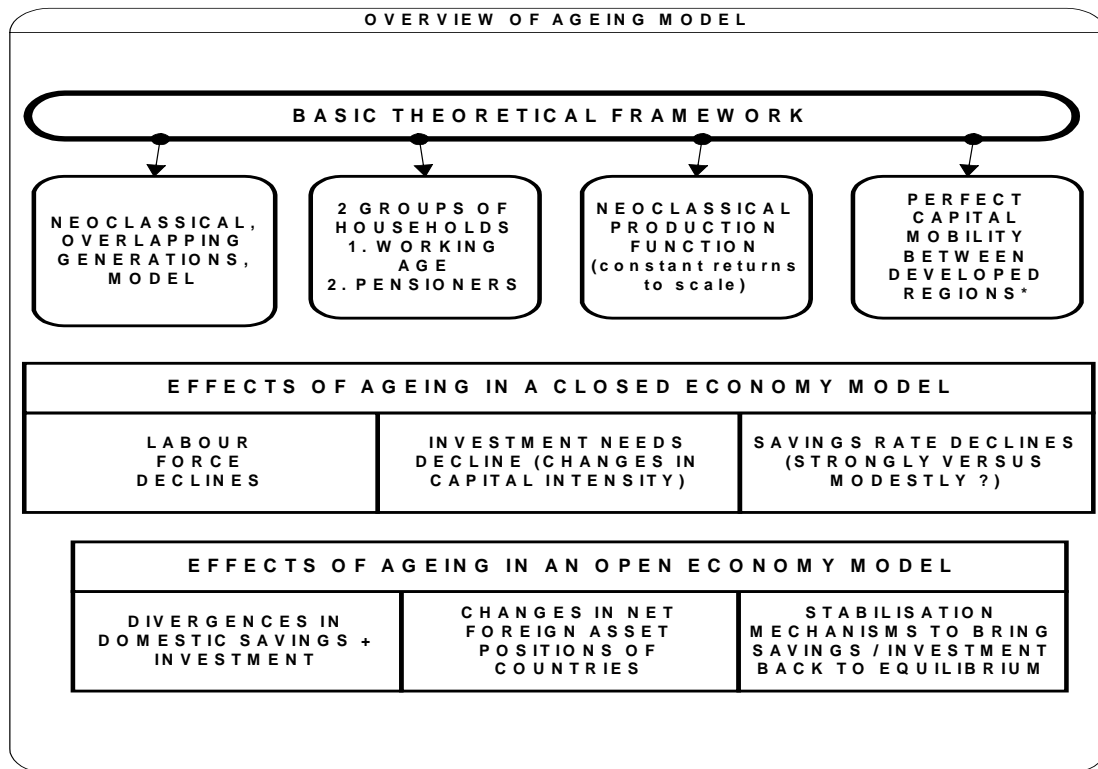 OVERVIEW OF AGEING MODEL
BASIC THEORETICAL FRAMEWORK
NEOCLASSICAL,
OVERLAPPING
GENERATIONS,
MODEL
2 GROUPS OF
HOUSEHOLDS
1. WORKING
AGE
2. PENSIONERS
NEOCLASSICAL
PRODUCTION
FUNCTION
(constant returns
to scale)
PERFECT
CAPITAL
MOBILITY
BETWEEN
DEVELOPED
REGIONS*
EFFECTS OF AGEING IN A CLOSED ECONOMY MODEL
LABOUR
FORCE
DECLINES
INVESTMENT NEEDS
DECLINE (CHANGES IN
CAPITAL INTENSITY)
SAVINGS RATE DECLINES
(STRONGLY VERSUS
MODESTLY ?)
EFFECTS OF AGEING IN AN OPEN ECONOMY MODEL
DIVERGENCES IN
DOMESTIC SAVINGS +
INVESTMENT
CHANGES IN NET
FOREIGN ASSET
POSITIONS OF
COUNTRIES
STABILISATION
MECHANISMS TO BRING
SAVINGS / INVESTMENT
BACK TO EQUILIBRIUM